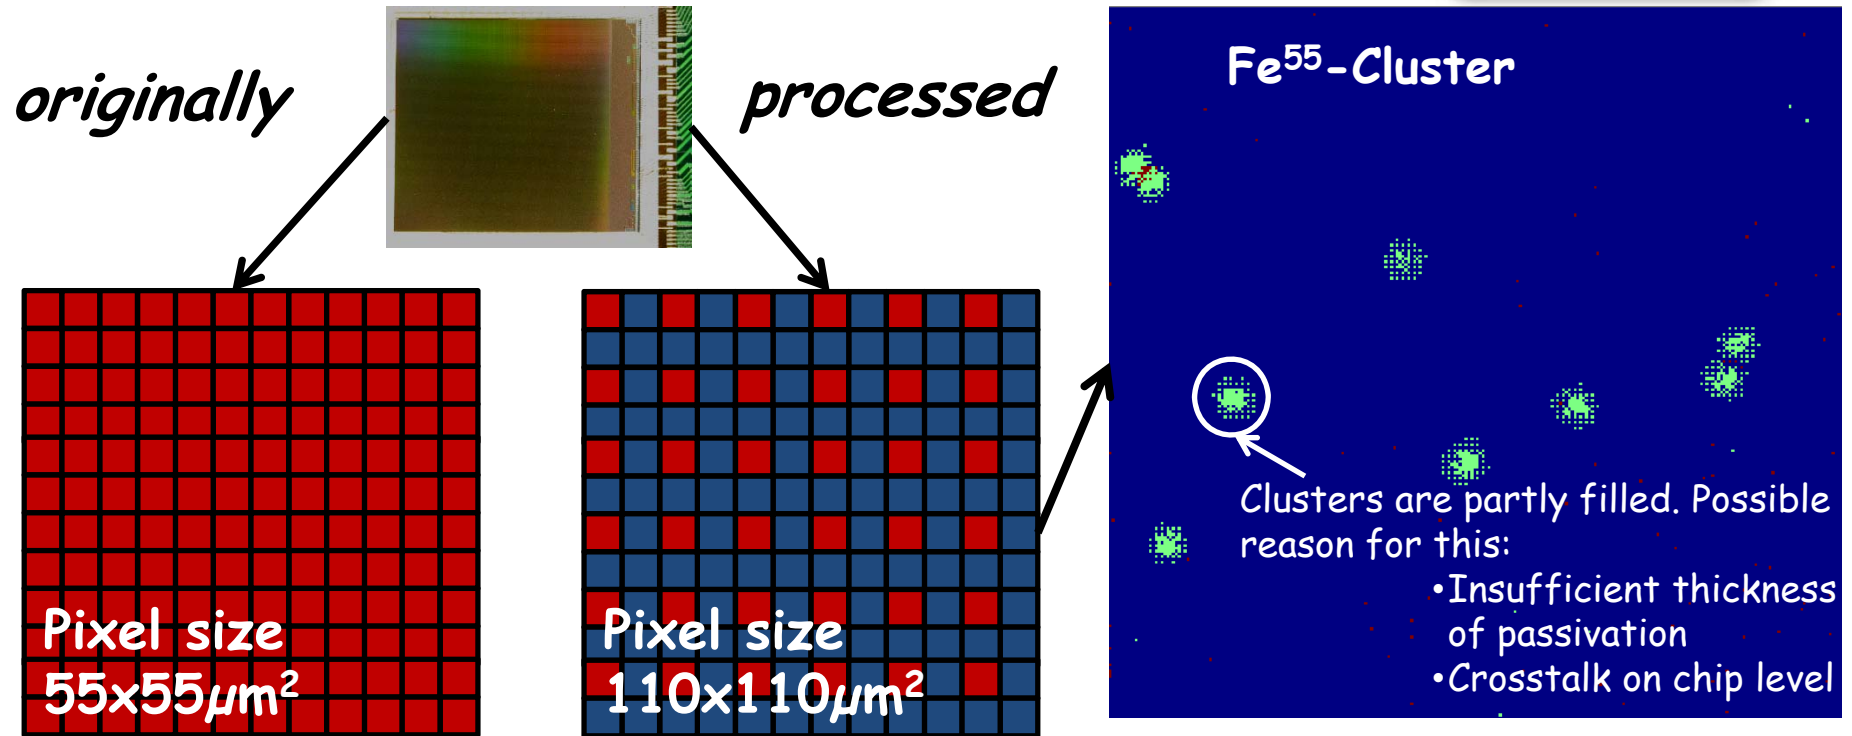 originally
processed
Fe⁵⁵-Cluster
Clusters are partly filled. Possible
reason for this:
•Insufficient thickness
of passivation
•Crosstalk on chip level
Pixel size
55x55µm²
Pixel size
110x110µm²